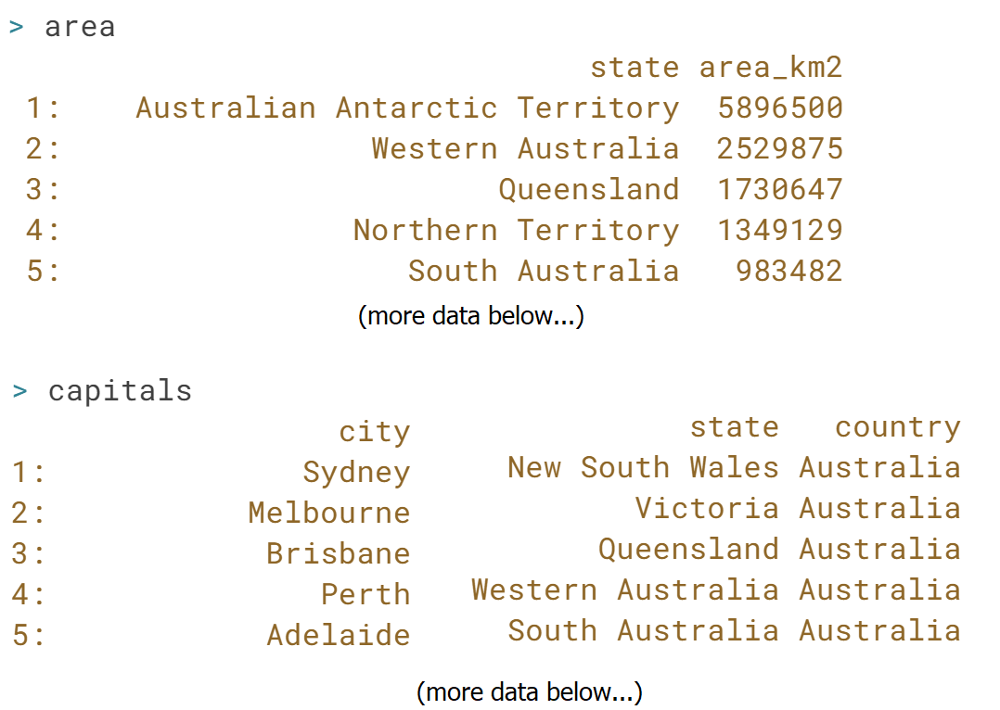 > area
state area_km2
1: Australian Antarctic Territory 5896500
2: Western Australia 2529875
3: Queensland 1730647
4: Northern Territory 1349129
5: South Australia 983482
(more data below...)
> capitals
city state country
1: Sydney New South Wales Australia
2: Melbourne Victoria Australia
3: Brisbane Queensland Australia
4: Perth Western Australia Australia
5: Adelaide South Australia Australia
(more data below...)